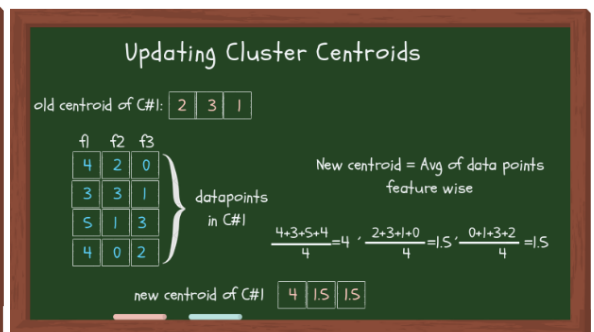 Updating Cluster Centroids
old centroid of C#1: 2 3 1
f1 f2 f3
4 2 0
3 3 1
5 1 3
4 0 2
datapoints
in C#1
New centroid = Avg of data points
feature wise
4+3+5+4/4=4 , 2+3+1+0/4=1.5, 0+1+3+2/4=1.5
new centroid of C#1 4 1.5 1.5